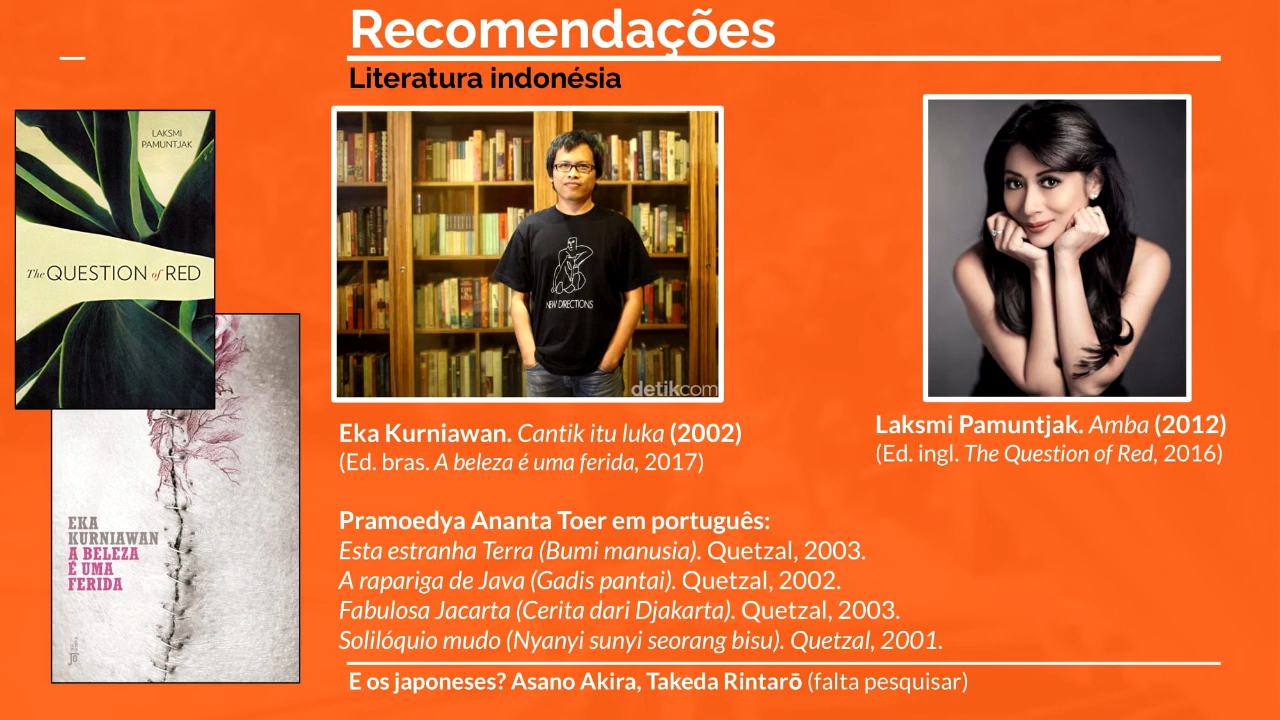 Recomendações
Literatura indonésia
LAKSMI
PAMUNTJAK
The QUESTION of RED
NEW DIRECTIONS
detikcom
Eka Kurniawan. Cantik itu luka (2002)
(Ed. bras. A beleza é uma ferida, 2017)
Laksmi Pamuntjak. Amba (2012)
(Ed. ingl. The Question of Red, 2016)
EKA
KURNIAWAN
A BELEZA
É UMA
FERIDA
Pramoedya Ananta Toer em português:
Esta estranha Terra (Bumi manusia). Quetzal, 2003.
A rapariga de Java (Gadis pantai). Quetzal, 2002.
Fabulosa Jacarta (Cerita dari Djakarta). Quetzal, 2003.
Solilóquio mudo (Nyanyi sunyi seorang bisu). Quetzal, 2001.
E os japoneses? Asano Akira, Takeda Rintarō (falta pesquisar)